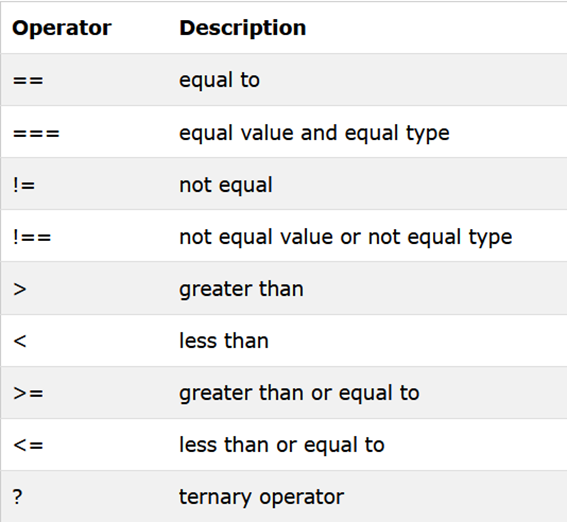 Operator Description
== equal to
=== equal value and equal type
!= not equal
!== not equal value or not equal type
> greater than
< less than
>= greater than or equal to
<= less than or equal to
? ternary operator